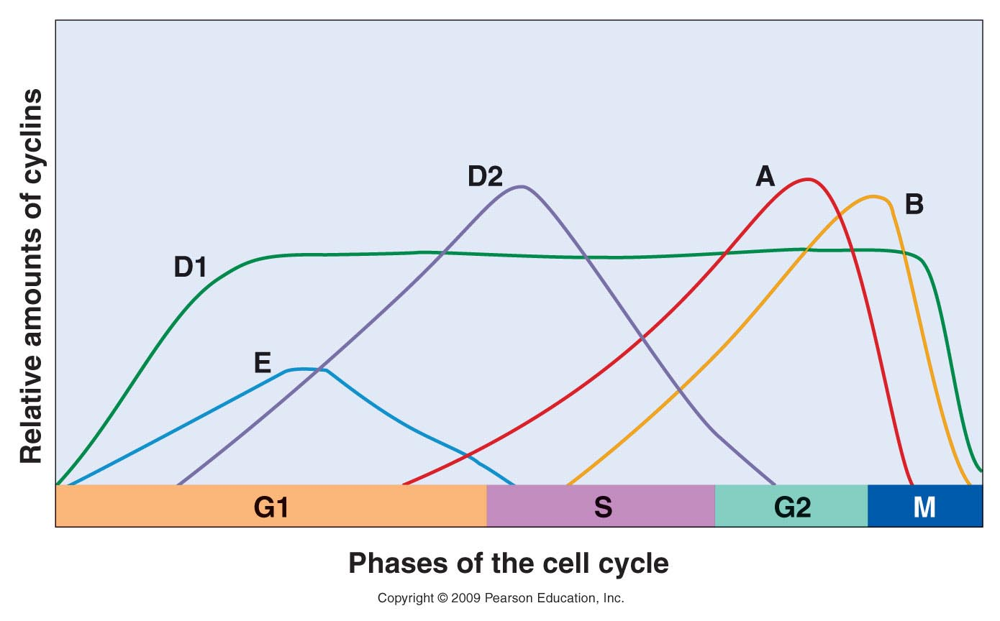 Relative amounts of cyclins
D1
E
D2
A
B
G1
S
G2
M
Phases of the cell cycle
Copyright © 2009 Pearson Education, Inc.